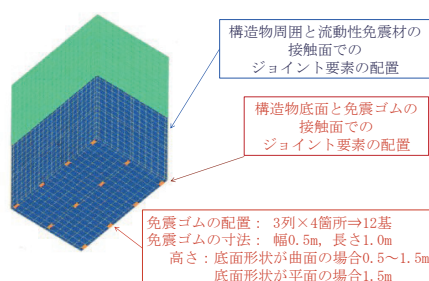 構造物周囲と流動性免震材の
接触面での
ジョイント要素の配置
構造物底面と免震ゴムの
接触面での
ジョイント要素の配置
免震ゴムの配置： 3列×4箇所⇒12基
免震ゴムの寸法： 幅0.5m, 長さ1.0m
高さ：底面形状が曲面の場合0.5～1.5m
底面形状が平面の場合1.5m